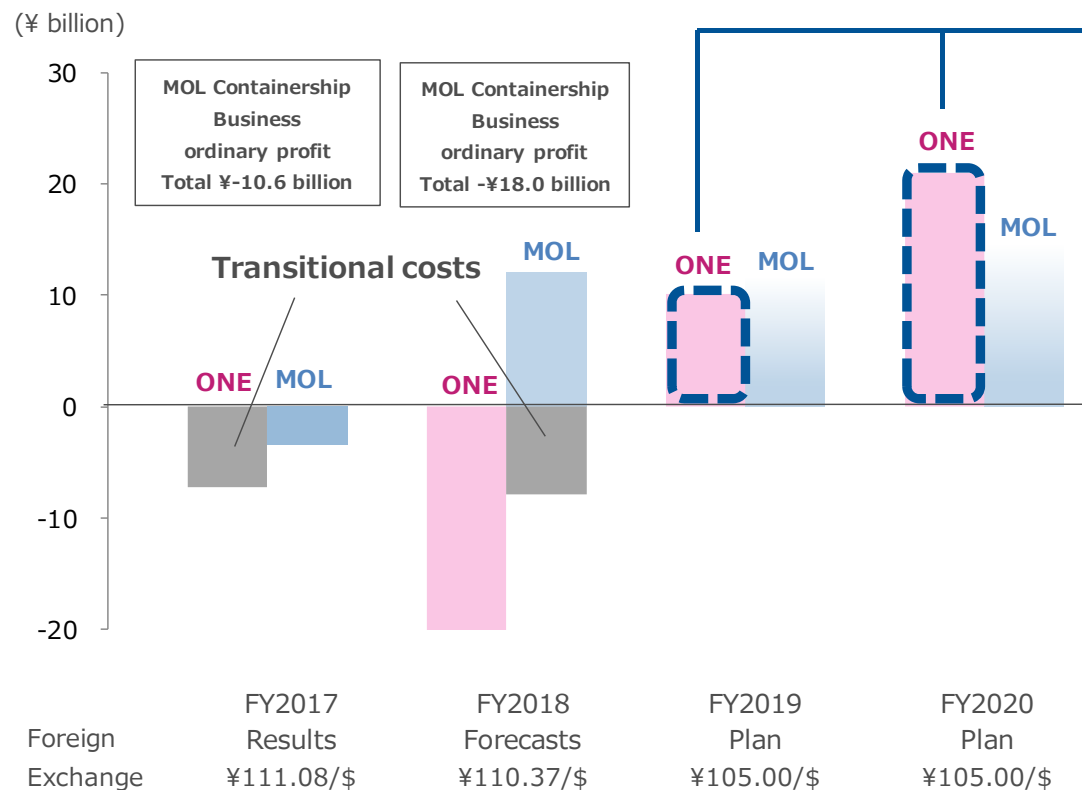 (¥ billion)
30
20
10
0
-10
-20
MOL Containership
Business
ordinary profit
Total ¥-10.6 billion
MOL Containership
Business
ordinary profit
Total -¥18.0 billion
Transitional costs
ONE
MOL
ONE
MOL
ONE
MOL
ONE
MOL
FY2017
FY2018
FY2019
FY2020
Foreign
Results
Forecasts
Plan
Plan
Exchange
¥111.08/$
¥110.37/$
¥105.00/$
¥105.00/$